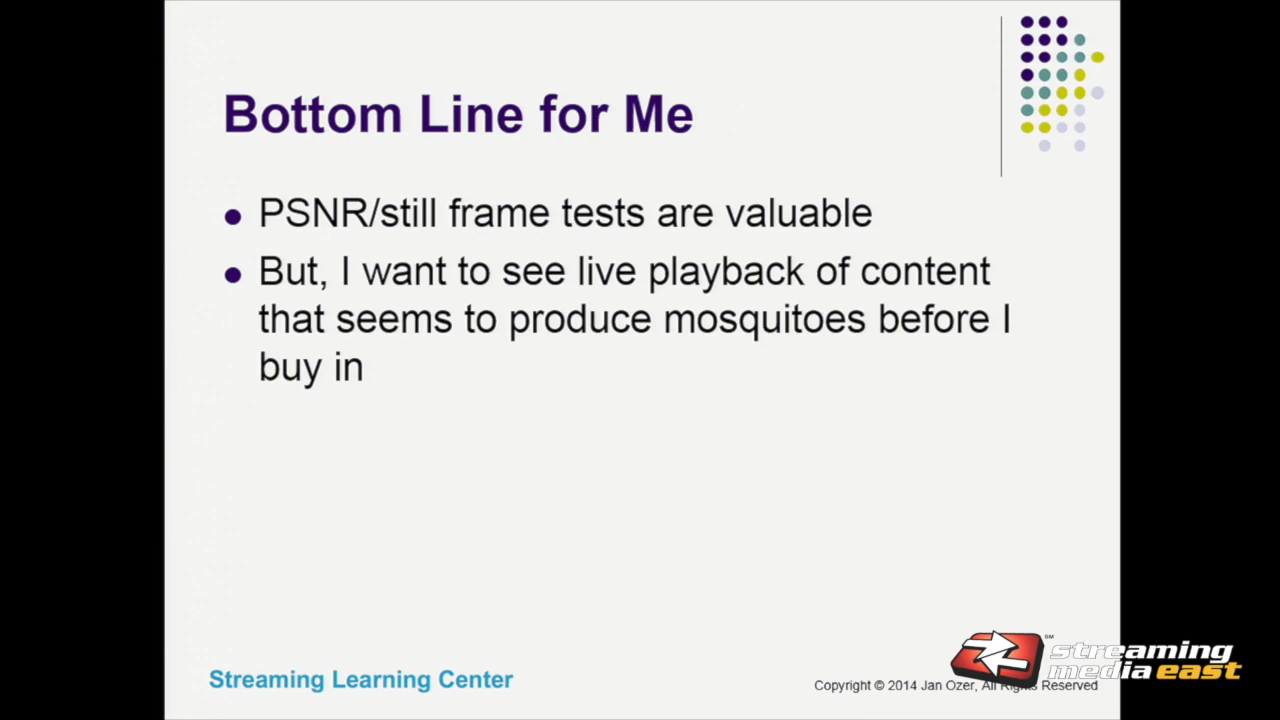 Bottom Line for Me
PSNR/still frame tests are valuable
But, I want to see live playback of content
that seems to produce mosquitoes before I
buy in
Streaming Learning Center
Copyright © 2014 Jan Ozer, All Rights Reserved
SM
streaming
media east